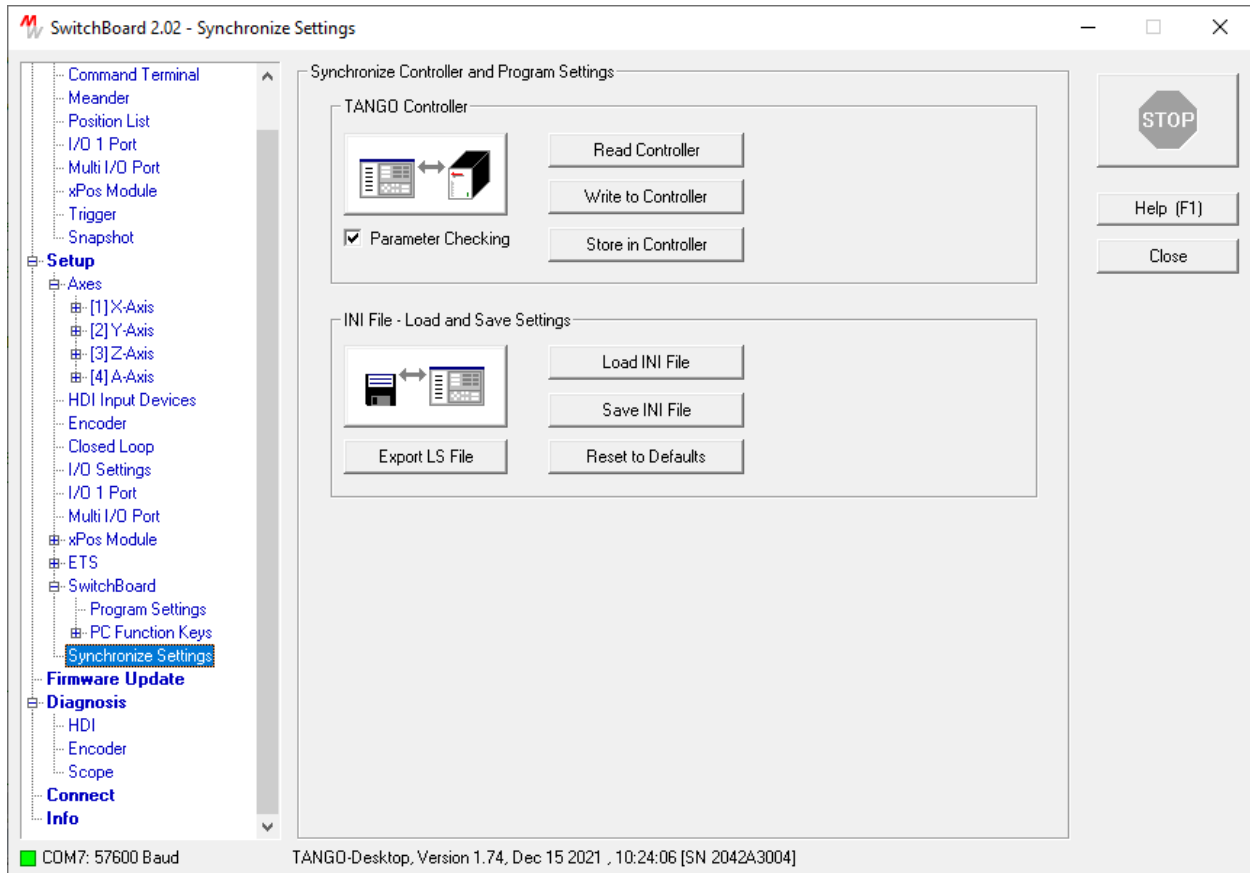 SwitchBoard 2.02 - Synchronize Settings
Command Terminal
Meander
Position List
I/O 1 Port
Multi I/O Port
xPos Module
Trigger
Snapshot
Setup
Axes
[1] X-Axis
[2] Y-Axis
[3] Z-Axis
[4] A-Axis
HDI Input Devices
Encoder
Closed Loop
I/O Settings
I/O 1 Port
Multi I/O Port
xPos Module
ETS
SwitchBoard
Program Settings
PC Function Keys
Synchronize Settings
Firmware Update
Diagnosis
HDI
Encoder
Scope
Connect
Info
Synchronize Controller and Program Settings
TANGO Controller
Read Controller
Write to Controller
Parameter Checking
Store in Controller
INI File - Load and Save Settings
Load INI File
Save INI File
Export LS File
Reset to Defaults
STOP
Help (F1)
Close
COM7: 57600 Baud
TANGO-Desktop, Version 1.74, Dec 15 2021 , 10:24:06 [SN 2042A3004]